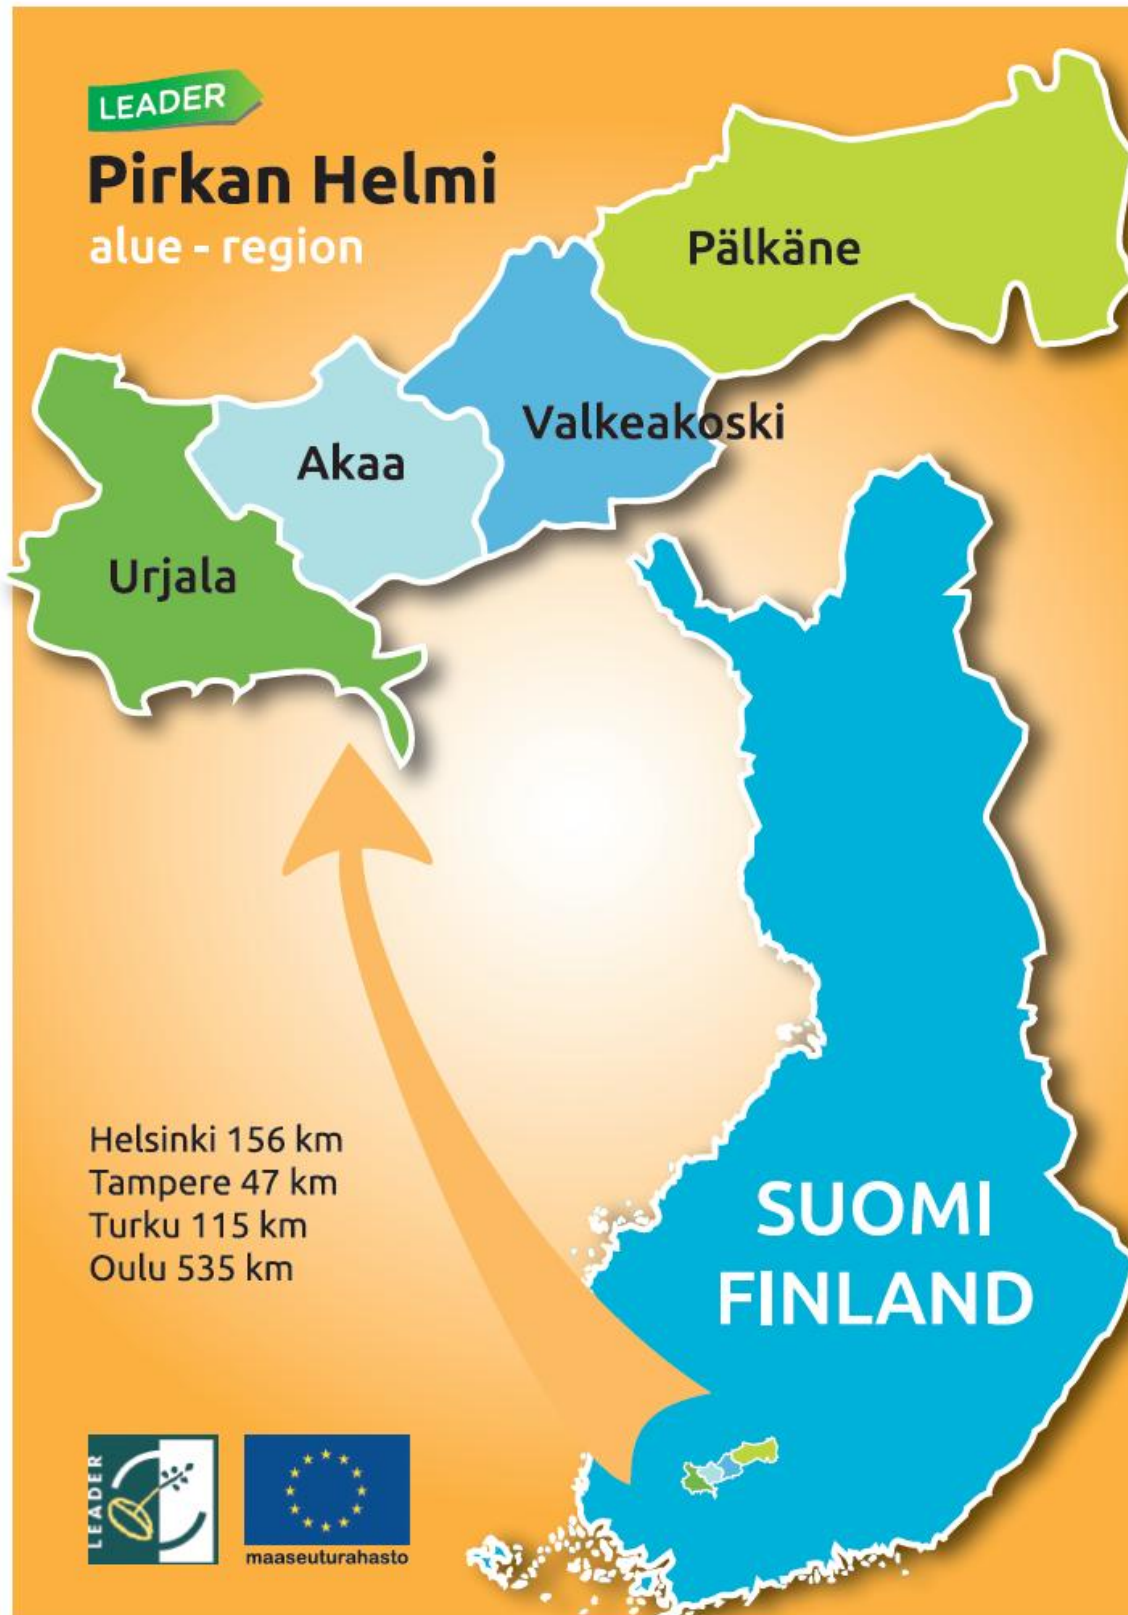 LEADER
Pirkan Helmi
alue - region
Pälkäne
Valkeakoski
Akaa
Urjala
Helsinki 156 km
Tampere 47 km
Turku 115 km
Oulu 535 km
SUOMI
FINLAND
LEADER
maaseuturahasto